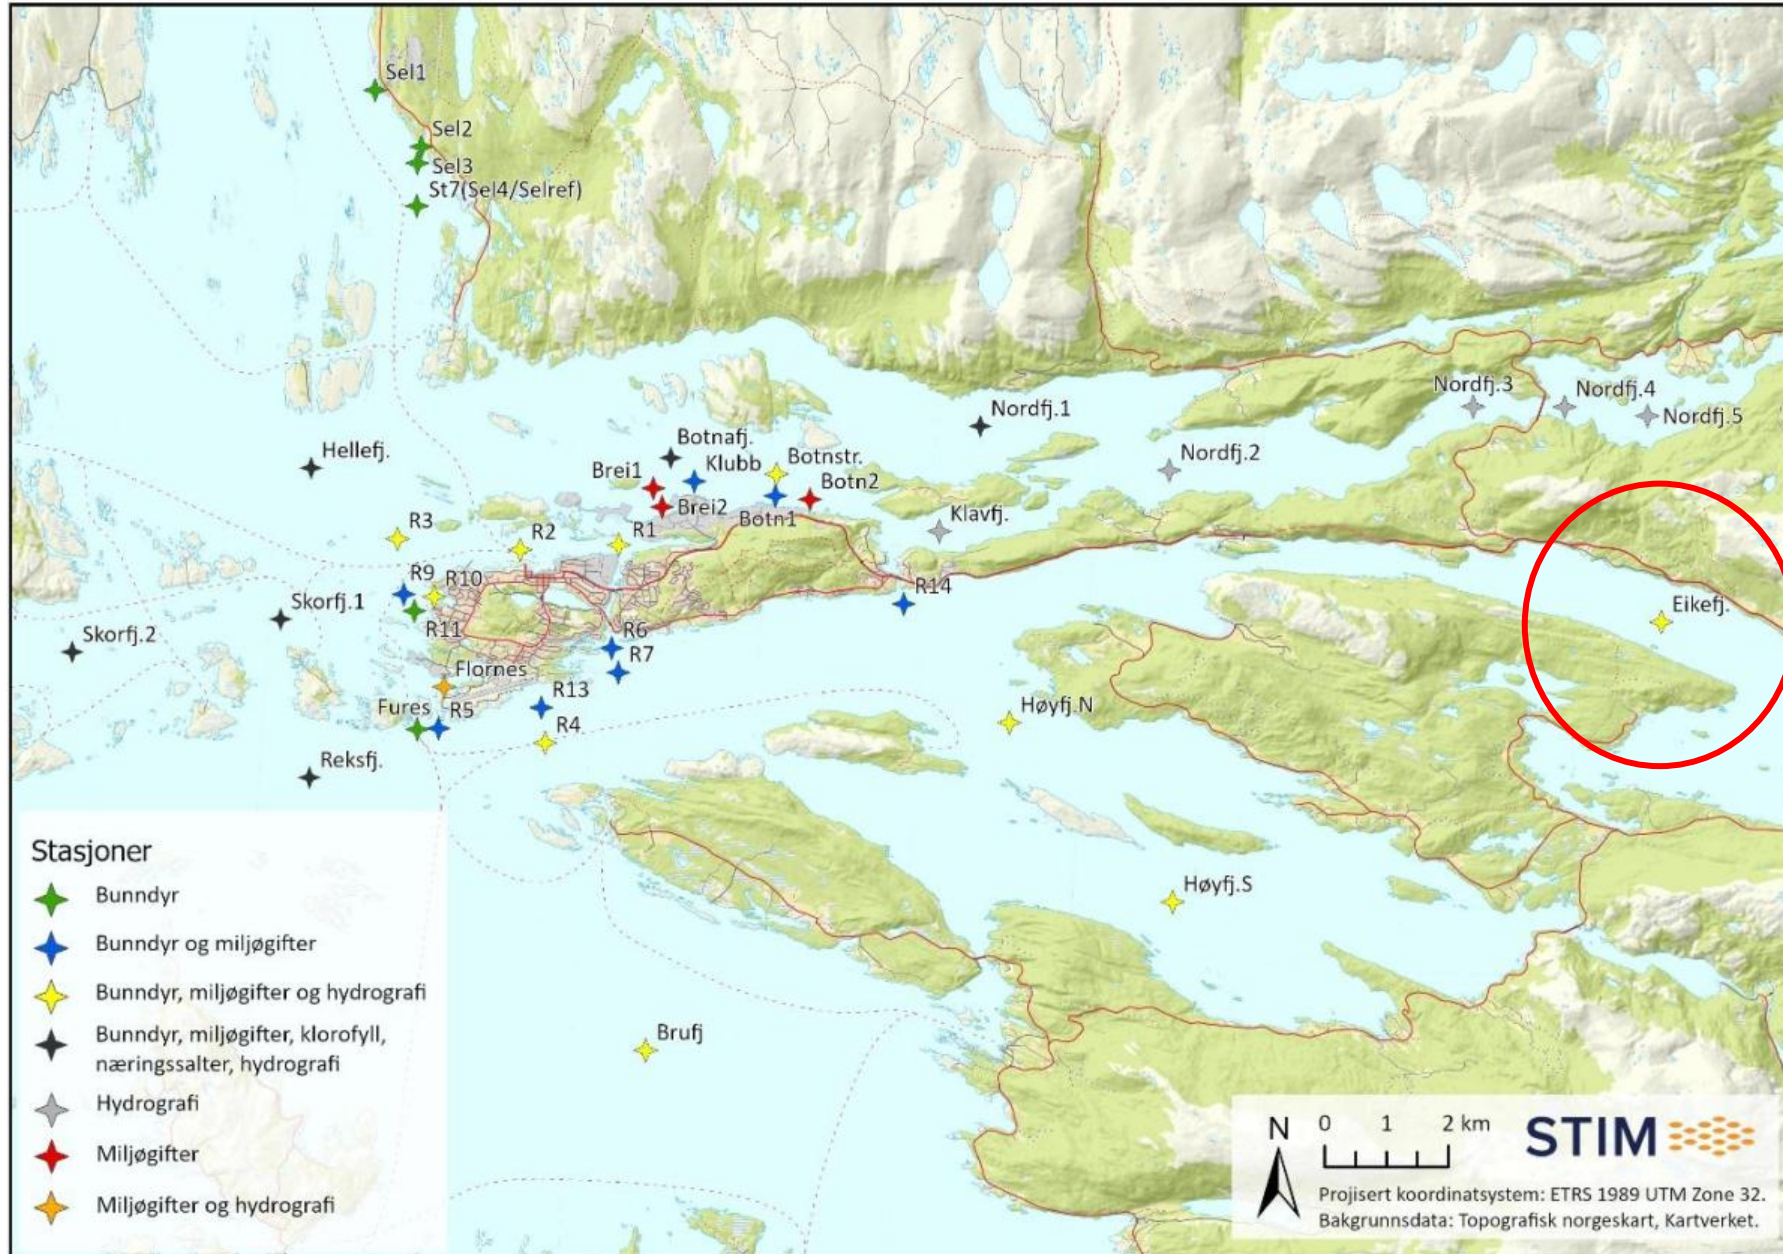 Sel1
Sel2
Sel3
St7(Sel4/Selref)
Nordfj.1
Nordfj.3
Nordfj.4
Nordfj.5
Nordfj.2
Hellefj.
Botnafj.
Klubb
Botnstr.
Brei1
Botn2
Brei2
Botn1
Klavfj.
R3
R2
R1
R9
R10
R14
Eikefj.
Skorfj.1
R11
Skorfj.2
R6
R7
Flornes
R13
Fures
R5
R4
Høyfj.N
Reksfj.
Høyfj.S
Brufj
Stasjoner
Bunndyr
Bunndyr og miljøgifter
Bunndyr, miljøgifter og hydrografi
Bunndyr, miljøgifter, klorofyll,
næringssalter, hydrografi
Hydrografi
Miljøgifter
Miljøgifter og hydrografi
N
0 1 2 km
STIM
Projisert koordinatsystem: ETRS 1989 UTM Zone 32.
Bakgrunnsdata: Topografisk norgeskart, Kartverket.